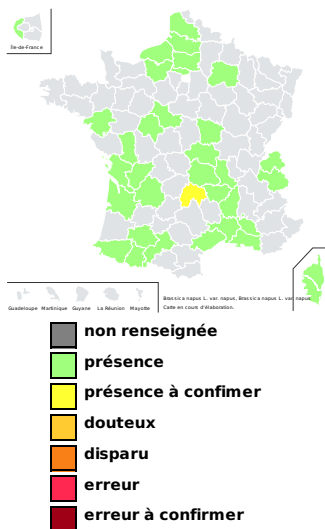 Île-de-France
Brassica napus L. var. napus, Brassica napus L. var. napus
Guadeloupe Martinique Guyane La Réunion Mayotte
Carte en cours d'élaboration.
non renseignée
présence
présence à confimer
douteux
disparu
erreur
erreur à confirmer